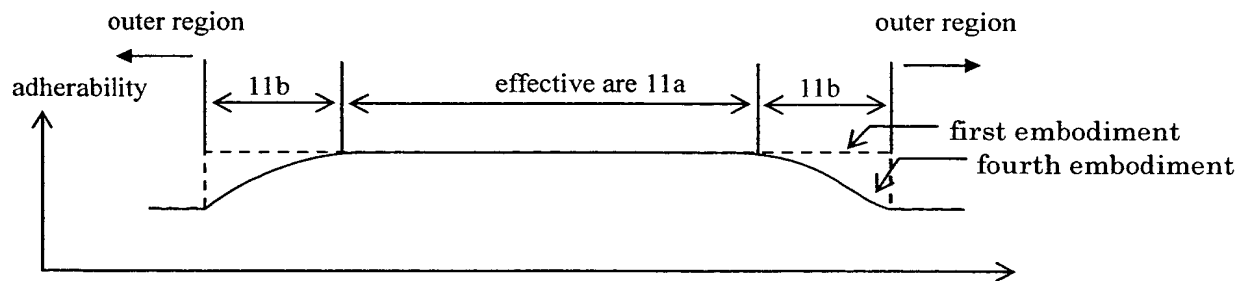 outer region
outer region
11b
effective are 11a
11b
adherability
first embodiment
fourth embodiment